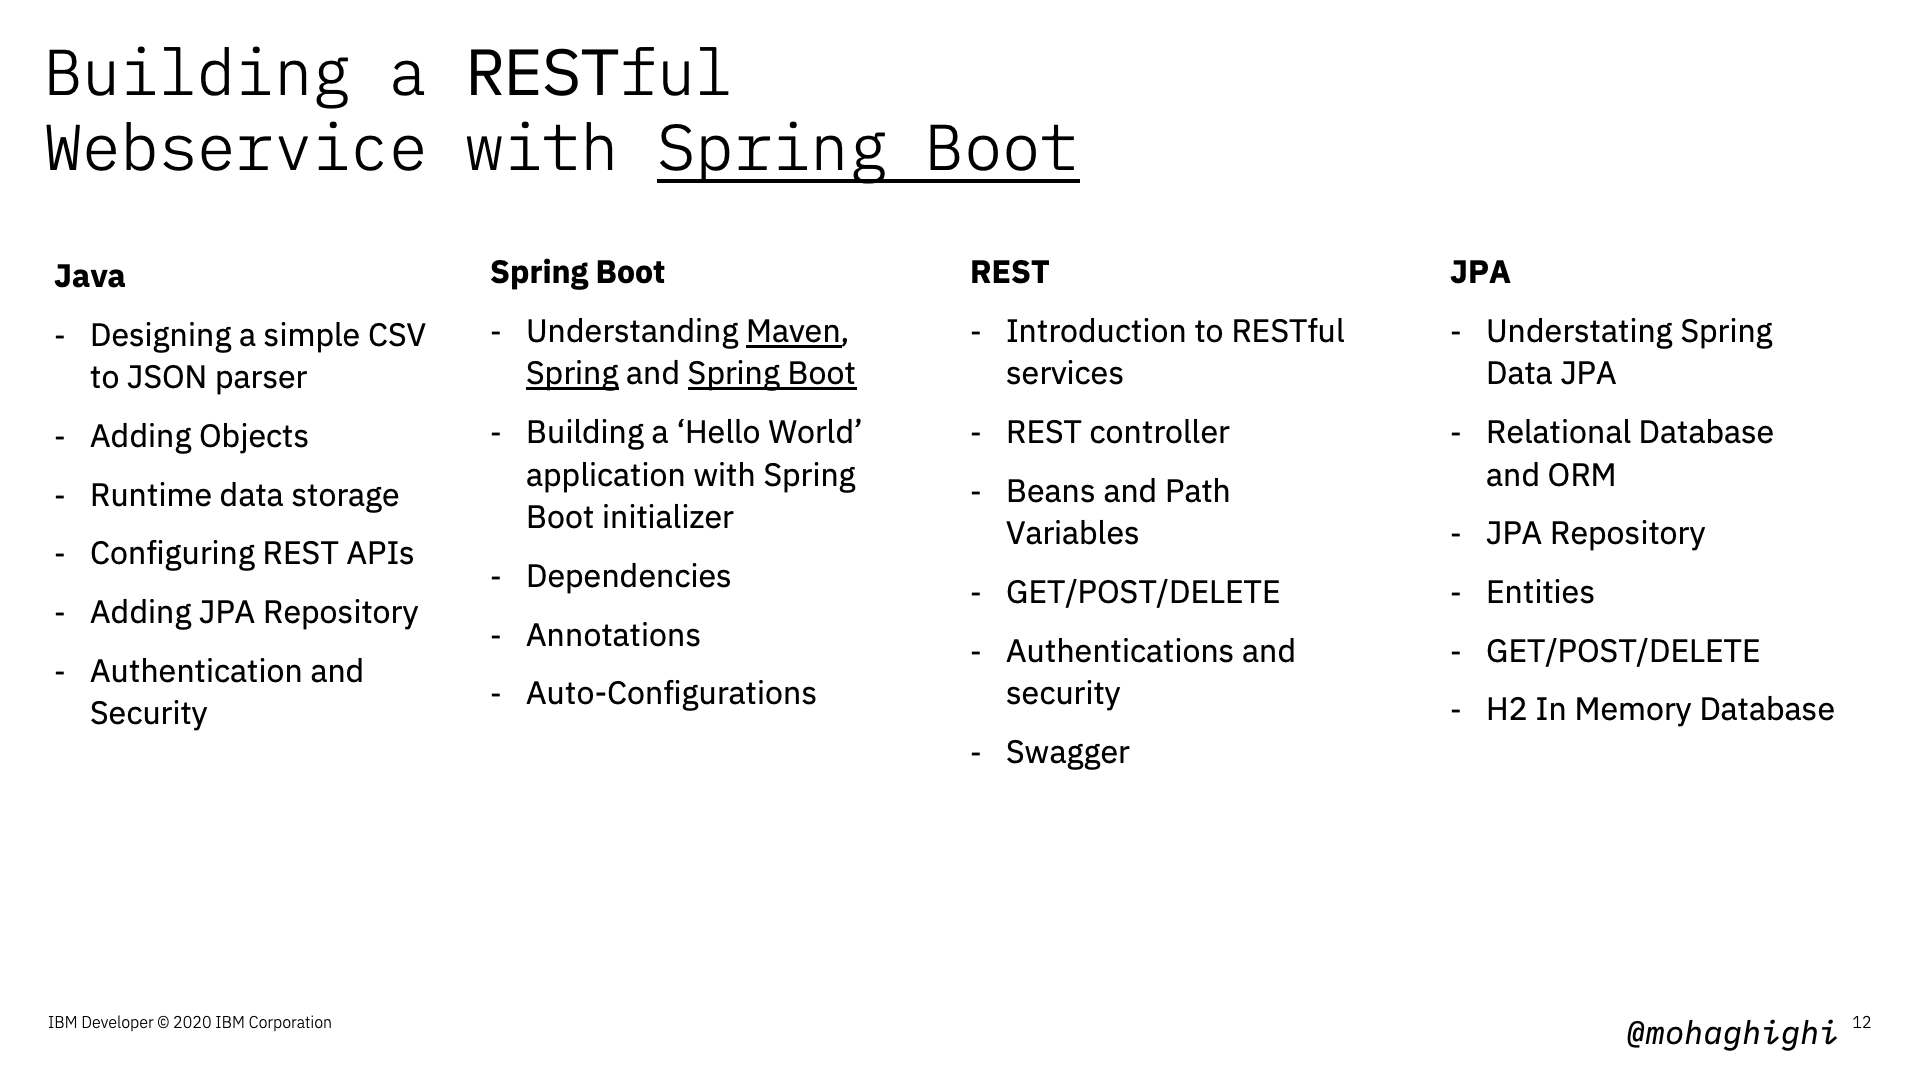 Building a RESTful
Webservice with Spring Boot
Java
- Designing a simple CSV
to JSON parser
- Adding Objects
- Runtime data storage
- Configuring REST APIs
- Adding JPA Repository
- Authentication and
Security
Spring Boot
- Understanding Maven,
Spring and Spring Boot
- Building a ‘Hello World’
application with Spring
Boot initializer
- Dependencies
- Annotations
- Auto-Configurations
REST
- Introduction to RESTful
services
- REST controller
- Beans and Path
Variables
- GET/POST/DELETE
- Authentications and
security
- Swagger
JPA
- Understating Spring
Data JPA
- Relational Database
and ORM
- JPA Repository
- Entities
- GET/POST/DELETE
- H2 In Memory Database
IBM Developer © 2020 IBM Corporation
@mohaghighi
12